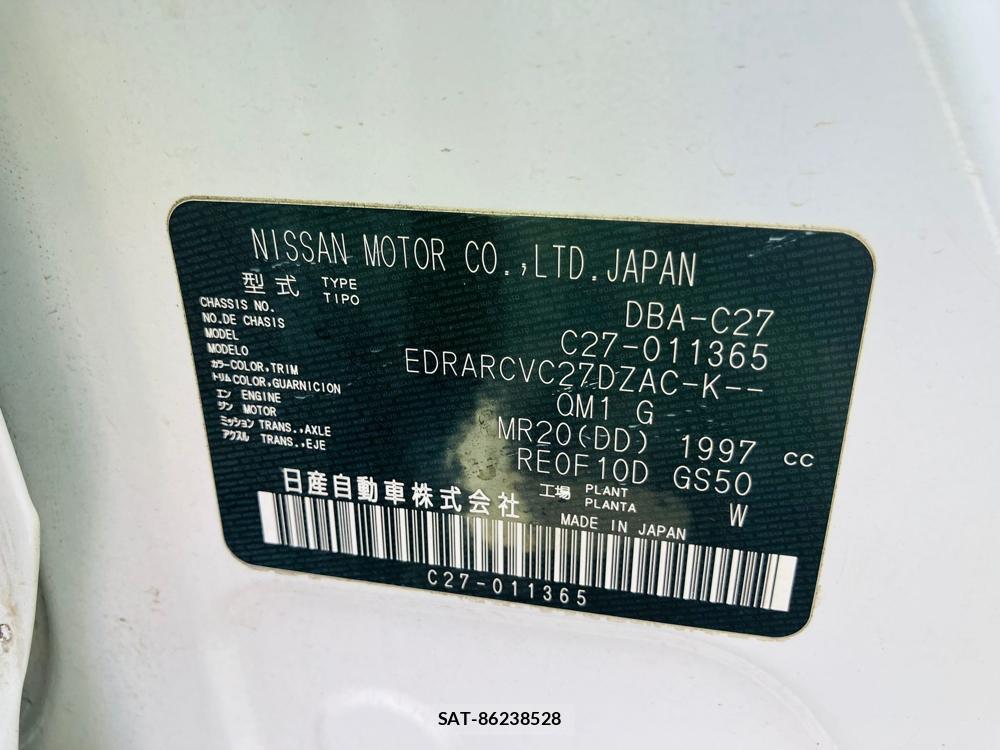 NISSAN MOTOR CO.,LTD.JAPAN
型式 TYPE TIPO DBA-C27
CHASSIS NO. NO.DE CHASIS C27-011365
MODEL MODELO EDRARCVC27DZAC-K--
カラー COLOR,TRIM トリム COLOR,GUARNICION QM1 G
エンジン ENGINE MOTOR MR20(DD) 1997 cc
ミッション TRANS.,AXLE アクスル TRANS.,EJE RE0F10D GS50
日産自動車株式会社 工場 PLANT PLANTA W
MADE IN JAPAN
C27-011365
SAT-86238528